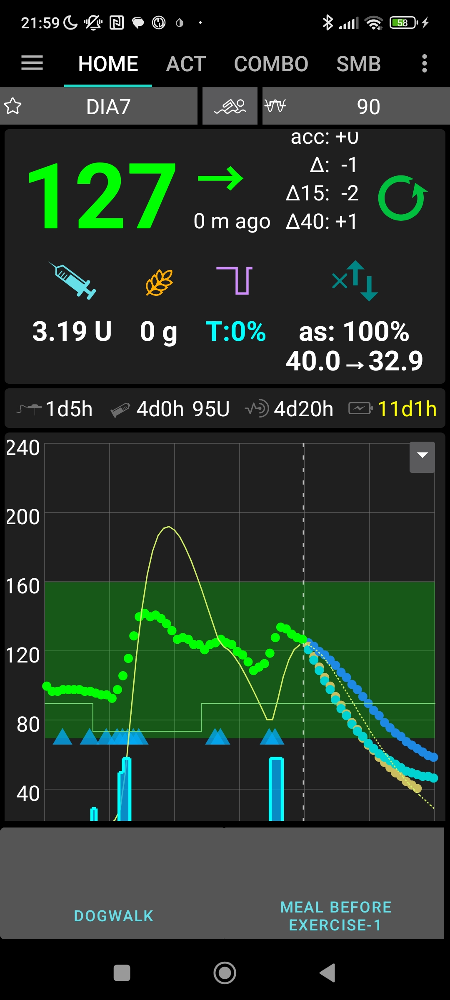 21:59 58
HOME ACT COMBO SMB
DIA7 90
acc: +0
127 Δ: -1
Δ15: -2
0 m ago Δ40: +1
3.19 U 0 g T:0% as: 100%
40.0→32.9
1d5h 4d0h 95U 4d20h 11d1h
240
200
160
120
80
40
DOGWALK
MEAL BEFORE
EXERCISE-1